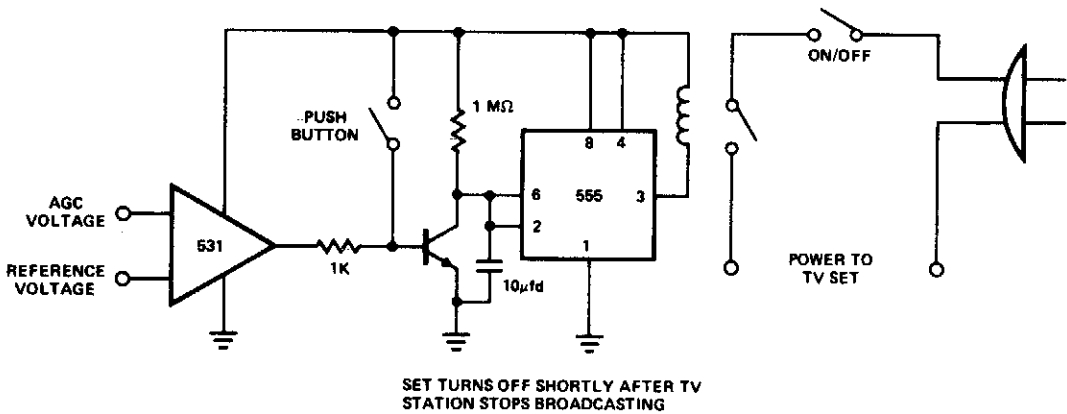 ON/OFF
PUSH
BUTTON
1 MΩ
8 4
6 555 3
2
1
AGC
VOLTAGE
531
REFERENCE
VOLTAGE
1K
10μfd
POWER TO
TV SET
SET TURNS OFF SHORTLY AFTER TV
STATION STOPS BROADCASTING